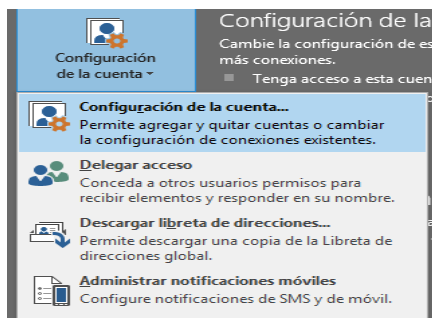 Configuración de la
Cambie la configuración de es
más conexiones.
Tenga acceso a esta cuen
Configuración
de la cuenta
Configuración de la cuenta...
Permite agregar y quitar cuentas o cambiar
la configuración de conexiones existentes.
Delegar acceso
Conceda a otros usuarios permisos para
recibir elementos y responder en su nombre.
Descargar libreta de direcciones...
Permite descargar una copia de la Libreta de
direcciones global.
Administrar notificaciones móviles
Configure notificaciones de SMS y de móvil.